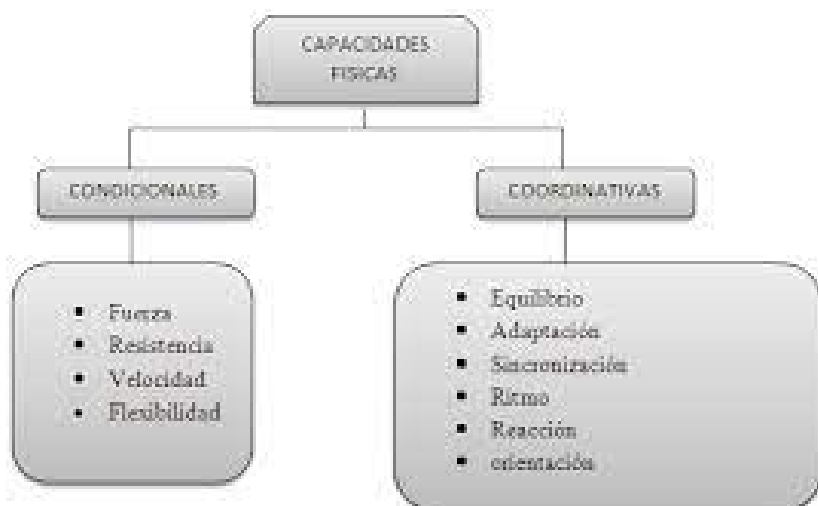 CAPACIDADES
FISICAS
CONDICIONALES
COORDINATIVAS
• Fuerza
• Resistencia
• Velocidad
• Flexibilidad
• Equilibrio
• Adaptación
• Sincronización
• Ritmo
• Reacción
• orientación